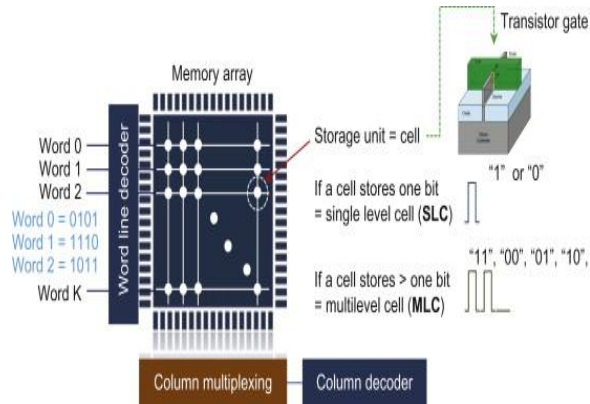 Transistor gate
Memory array
Word line decoder
Word 0
Word 1
Word 2
Word 0 = 0101
Word 1 = 1110
Word 2 = 1011
Word K
Storage unit = cell
"1" or "0"
If a cell stores one bit
= single level cell (SLC)
"11", "00", "01", "10",
If a cell stores > one bit
= multilevel cell (MLC)
Column multiplexing
Column decoder